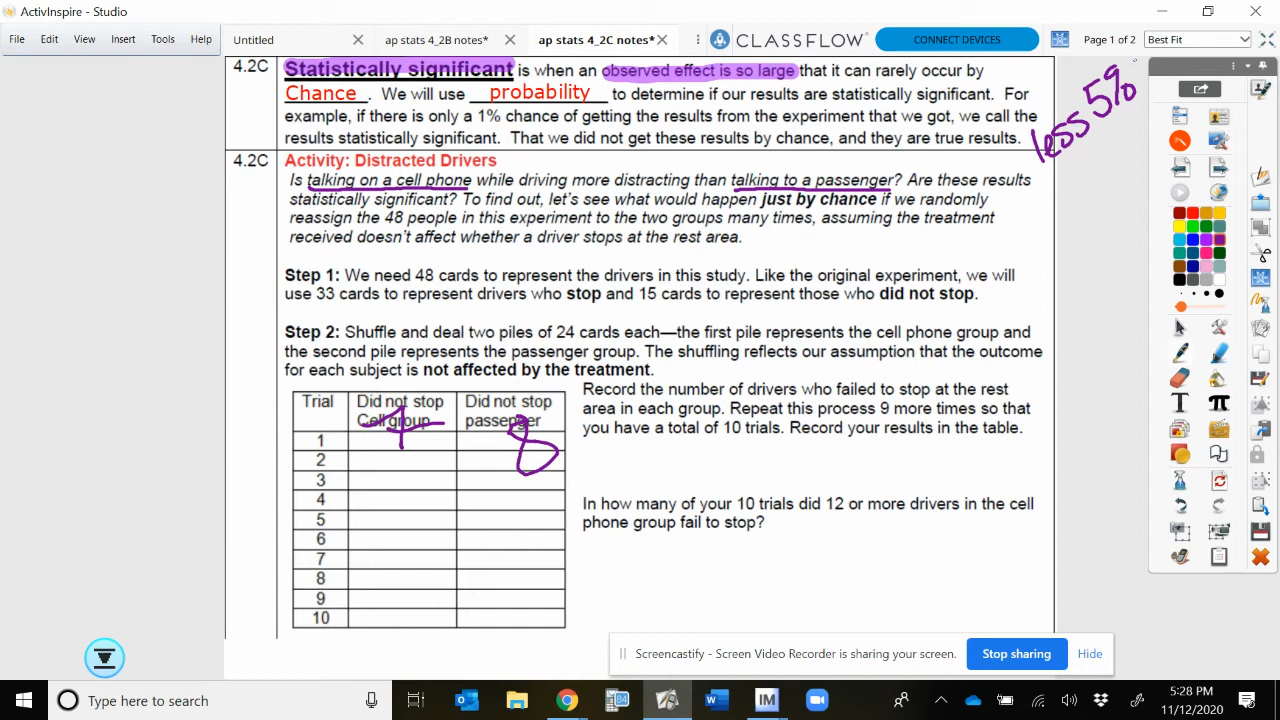 ActivInspire - Studio
File Edit View Insert Tools Help
Untitled
ap stats 4_2B notes*
ap stats 4_2C notes*
CLASSFLOW
CONNECT DEVICES
Page 1 of 2
Best Fit
4.2C
Statistically significant is when an observed effect is so large that it can rarely occur by
Chance. We will use probability to determine if our results are statistically significant. For
example, if there is only a 1% chance of getting the results from the experiment that we got, we call the
results statistically significant. That we did not get these results by chance, and they are true results.
less 5%
4.2C
Activity: Distracted Drivers
Is talking on a cell phone while driving more distracting than talking to a passenger? Are these results
statistically significant? To find out, let's see what would happen just by chance if we randomly
reassign the 48 people in this experiment to the two groups many times, assuming the treatment
received doesn't affect whether a driver stops at the rest area.
Step 1: We need 48 cards to represent the drivers in this study. Like the original experiment, we will
use 33 cards to represent drivers who stop and 15 cards to represent those who did not stop.
Step 2: Shuffle and deal two piles of 24 cards each—the first pile represents the cell phone group and
the second pile represents the passenger group. The shuffling reflects our assumption that the outcome
for each subject is not affected by the treatment.
Trial Did not stop Cell group Did not stop passenger
7 8
1
2
3
4
5
6
7
8
9
10
Record the number of drivers who failed to stop at the rest
area in each group. Repeat this process 9 more times so that
you have a total of 10 trials. Record your results in the table.
In how many of your 10 trials did 12 or more drivers in the cell
phone group fail to stop?
Screencastify - Screen Video Recorder is sharing your screen.
Stop sharing
Hide
Type here to search
IM
5:28 PM
11/12/2020